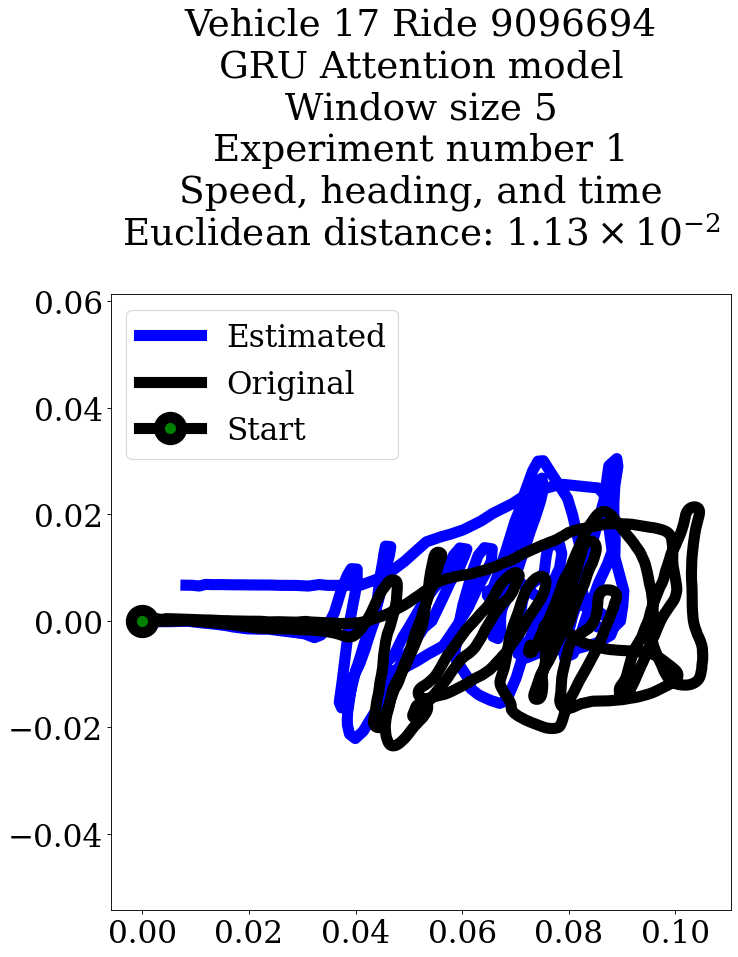 Vehicle 17 Ride 9096694
GRU Attention model
Window size 5
Experiment number 1
Speed, heading, and time
Euclidean distance: 1.13 × 10⁻²
0.06
0.04
0.02
0.00
−0.02
−0.04
Estimated
Original
Start
0.00 0.02 0.04 0.06 0.08 0.10